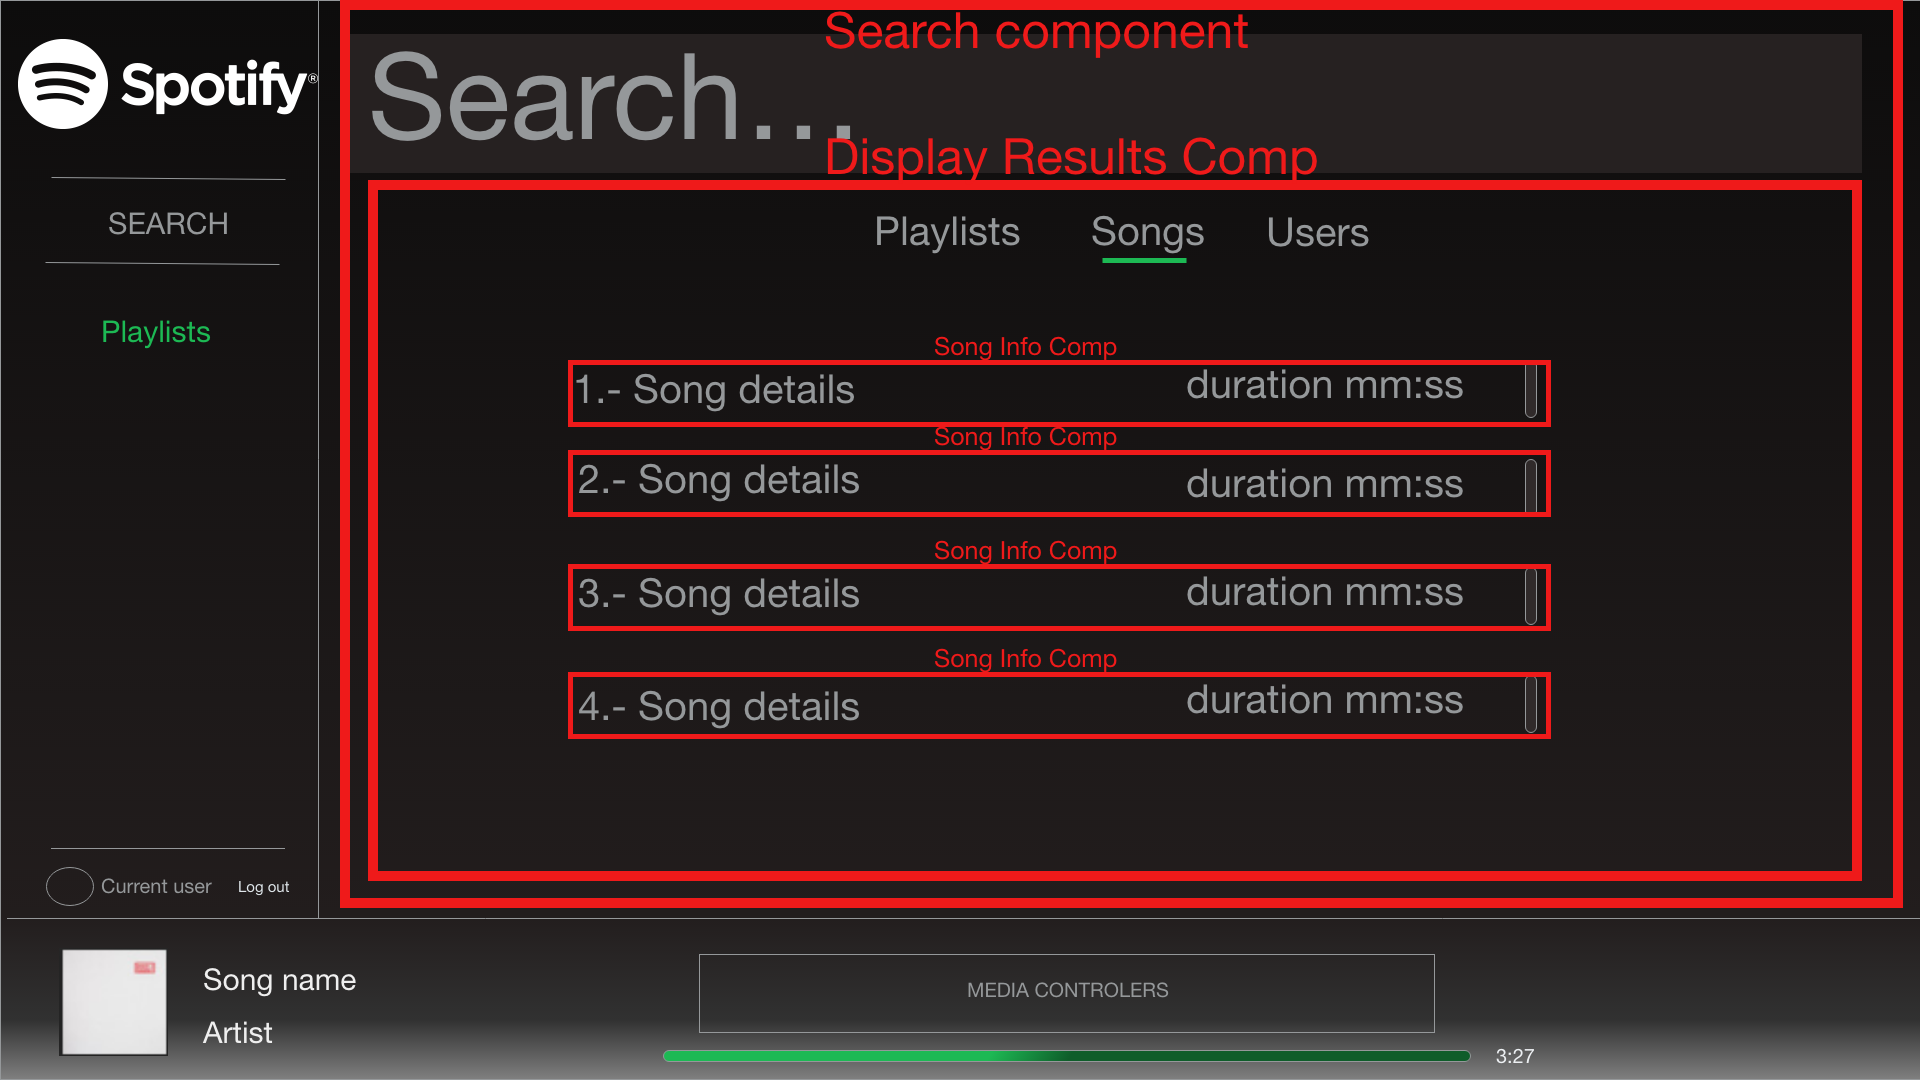 Spotify®
SEARCH
Playlists
Current user
Log out
Search component
Search...
Display Results Comp
Playlists Songs Users
Song Info Comp
1.- Song details duration mm:ss
Song Info Comp
2.- Song details duration mm:ss
Song Info Comp
3.- Song details duration mm:ss
Song Info Comp
4.- Song details duration mm:ss
Song name
Artist
MEDIA CONTROLERS
3:27